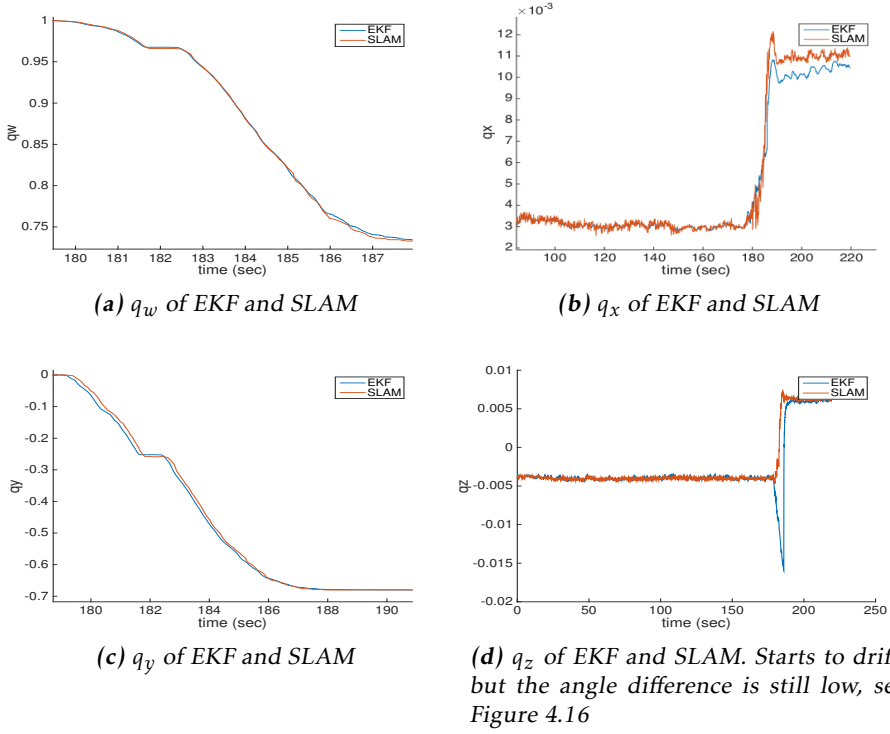 1
0.95
0.9
0.85
0.8
0.75
qw
180 181 182 183 184 185 186 187
time (sec)
EKF
SLAM
(a) qw of EKF and SLAM
× 10-3
12
11
10
9
8
7
6
5
4
3
2
qx
100 120 140 160 180 200 220
time (sec)
EKF
SLAM
(b) qx of EKF and SLAM
0
-0.1
-0.2
-0.3
-0.4
-0.5
-0.6
-0.7
qy
180 182 184 186 188 190
time (sec)
EKF
SLAM
(c) qy of EKF and SLAM
0.01
0.005
0
-0.005
-0.01
-0.015
-0.02
qz
0 50 100 150 200 250
time (sec)
EKF
SLAM
(d) qz of EKF and SLAM. Starts to drif
but the angle difference is still low, se
Figure 4.16